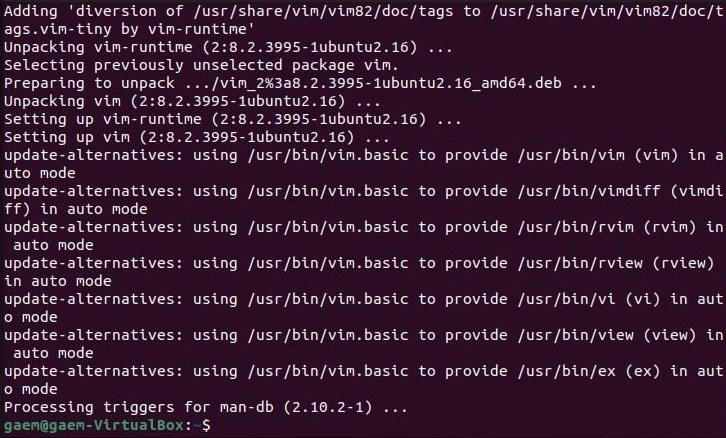 Adding 'diversion of /usr/share/vim/vim82/doc/tags to /usr/share/vim/vim82/doc/t
ags.vim-tiny by vim-runtime'
Unpacking vim-runtime (2:8.2.3995-1ubuntu2.16) ...
Selecting previously unselected package vim.
Preparing to unpack .../vim_2%3a8.2.3995-1ubuntu2.16_amd64.deb ...
Unpacking vim (2:8.2.3995-1ubuntu2.16) ...
Setting up vim-runtime (2:8.2.3995-1ubuntu2.16) ...
Setting up vim (2:8.2.3995-1ubuntu2.16) ...
update-alternatives: using /usr/bin/vim.basic to provide /usr/bin/vim (vim) in a
uto mode
update-alternatives: using /usr/bin/vim.basic to provide /usr/bin/vimdiff (vimdi
ff) in auto mode
update-alternatives: using /usr/bin/vim.basic to provide /usr/bin/rvim (rvim) in
 auto mode
update-alternatives: using /usr/bin/vim.basic to provide /usr/bin/rview (rview) 
in auto mode
update-alternatives: using /usr/bin/vim.basic to provide /usr/bin/vi (vi) in aut
o mode
update-alternatives: using /usr/bin/vim.basic to provide /usr/bin/view (view) in
 auto mode
update-alternatives: using /usr/bin/vim.basic to provide /usr/bin/ex (ex) in aut
o mode
Processing triggers for man-db (2.10.2-1) ...
gaem@gaem-VirtualBox:~$